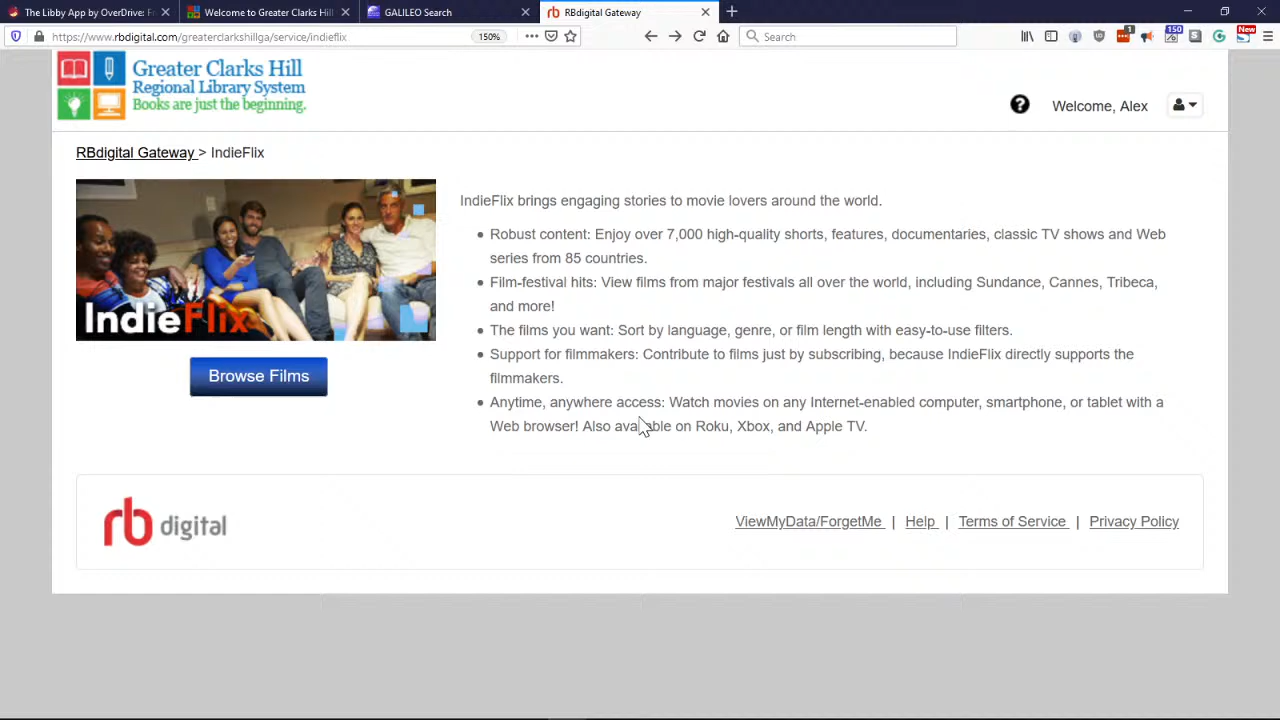 The Libby App by OverDrive: F
Welcome to Greater Clarks Hill
GALILEO Search
RBdigital Gateway
https://www.rbdigital.com/greaterclarkshillga/service/indieflix
150%
Search
1
150
New
Greater Clarks Hill
Regional Library System
Books are just the beginning.
Welcome, Alex
RBdigital Gateway > IndieFlix
IndieFlix
Browse Films
IndieFlix brings engaging stories to movie lovers around the world.
Robust content: Enjoy over 7,000 high-quality shorts, features, documentaries, classic TV shows and Web
series from 85 countries.
Film-festival hits: View films from major festivals all over the world, including Sundance, Cannes, Tribeca,
and more!
The films you want: Sort by language, genre, or film length with easy-to-use filters.
Support for filmmakers: Contribute to films just by subscribing, because IndieFlix directly supports the
filmmakers.
Anytime, anywhere access: Watch movies on any Internet-enabled computer, smartphone, or tablet with a
Web browser! Also available on Roku, Xbox, and Apple TV.
rb digital
ViewMyData/ForgetMe | Help | Terms of Service | Privacy Policy